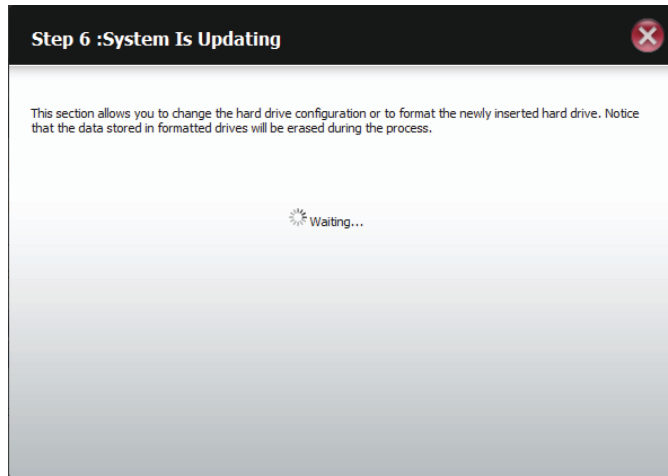 Step 6 :System Is Updating
This section allows you to change the hard drive configuration or to format the newly inserted hard drive. Notice
that the data stored in formatted drives will be erased during the process.
Waiting...